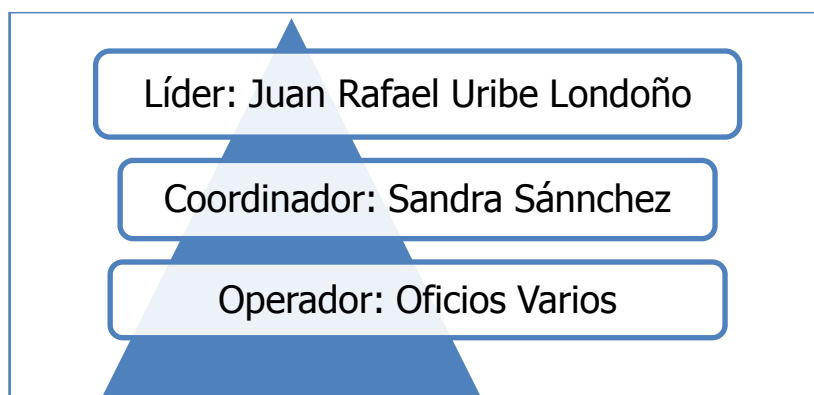 Líder: Juan Rafael Uribe Londoño
Coordinador: Sandra Sánnchez
Operador: Oficios Varios